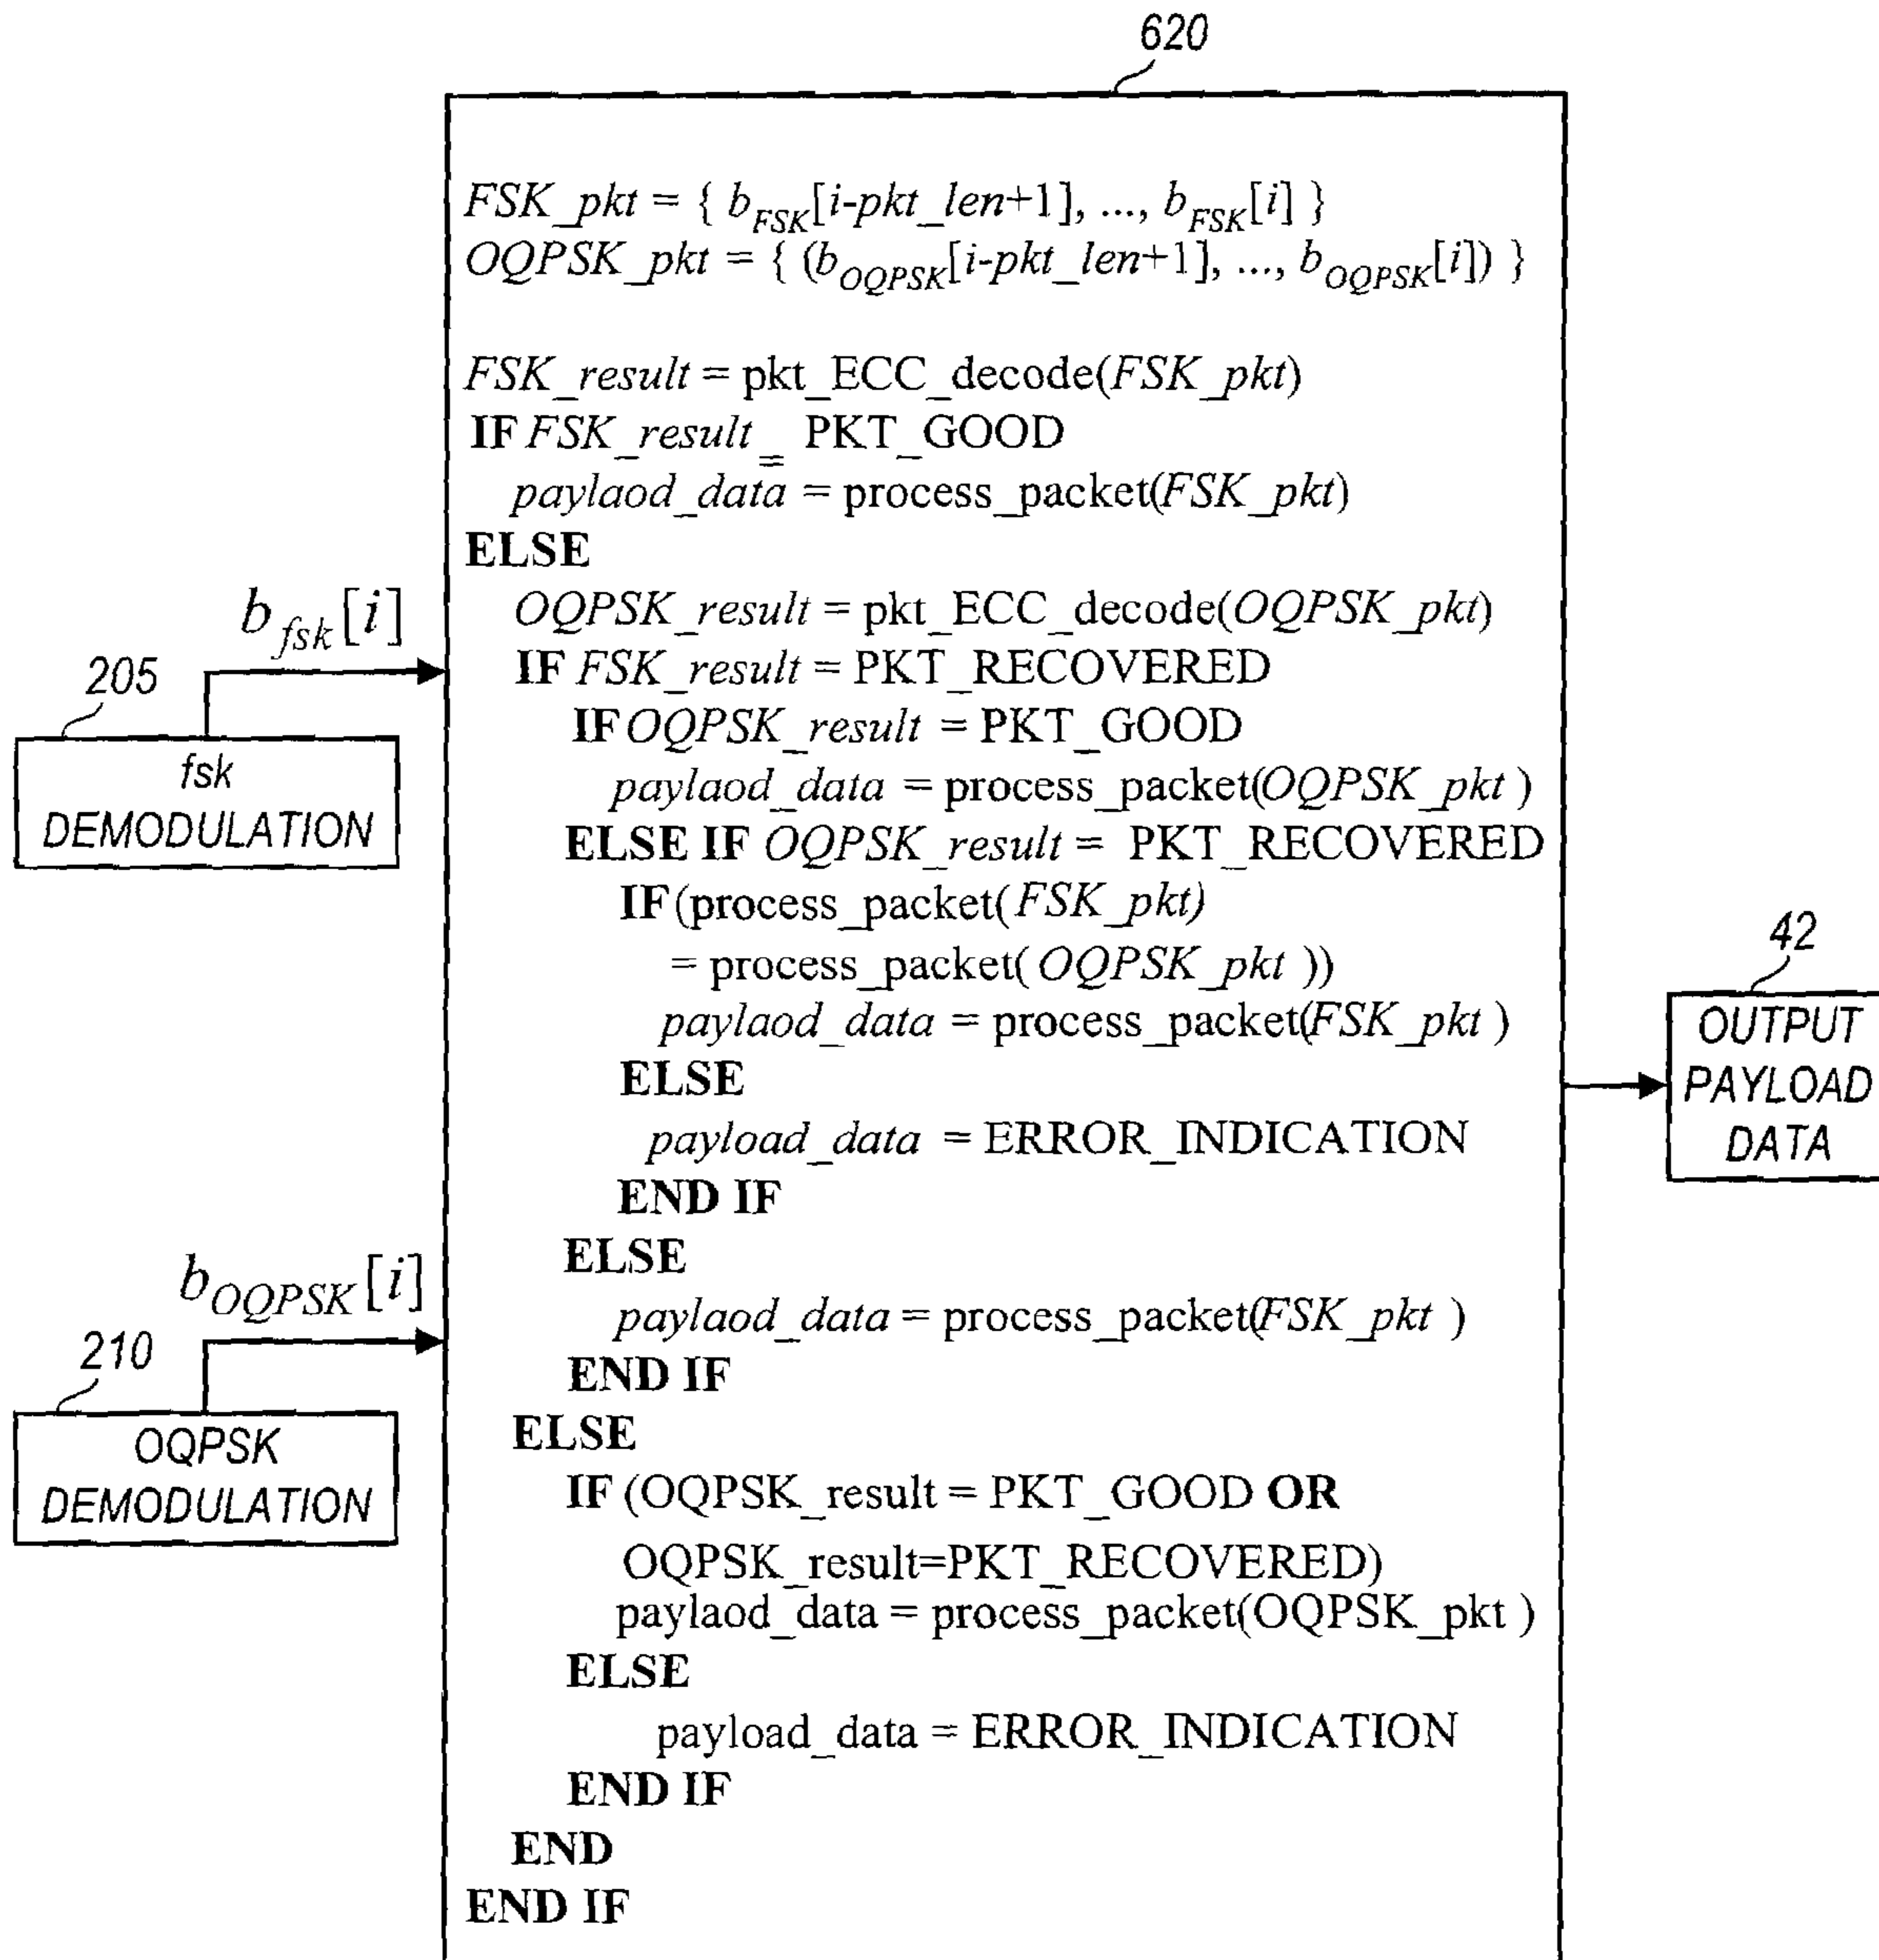 620
FSK_pkt = { b_FSK[i-pkt_len+1], ..., b_FSK[i] }
OQPSK_pkt = { (b_OQPSK[i-pkt_len+1], ..., b_OQPSK[i]) }
FSK_result = pkt_ECC_decode(FSK_pkt)
IF FSK_result = PKT_GOOD
paylaod_data = process_packet(FSK_pkt)
ELSE
OQPSK_result = pkt_ECC_decode(OQPSK_pkt)
IF FSK_result = PKT_RECOVERED
IF OQPSK_result = PKT_GOOD
paylaod_data = process_packet(OQPSK_pkt )
ELSE IF OQPSK_result = PKT_RECOVERED
IF (process_packet(FSK_pkt)
= process_packet( OQPSK_pkt ))
paylaod_data = process_packet(FSK_pkt )
ELSE
payload_data = ERROR_INDICATION
END IF
ELSE
paylaod_data = process_packet(FSK_pkt )
END IF
ELSE
IF (OQPSK_result = PKT_GOOD OR
OQPSK_result=PKT_RECOVERED)
paylaod_data = process_packet(OQPSK_pkt )
ELSE
payload_data = ERROR_INDICATION
END IF
END
END IF
b_fsk[i]
205
fsk
DEMODULATION
b_OQPSK[i]
210
OQPSK
DEMODULATION
42
OUTPUT
PAYLOAD
DATA